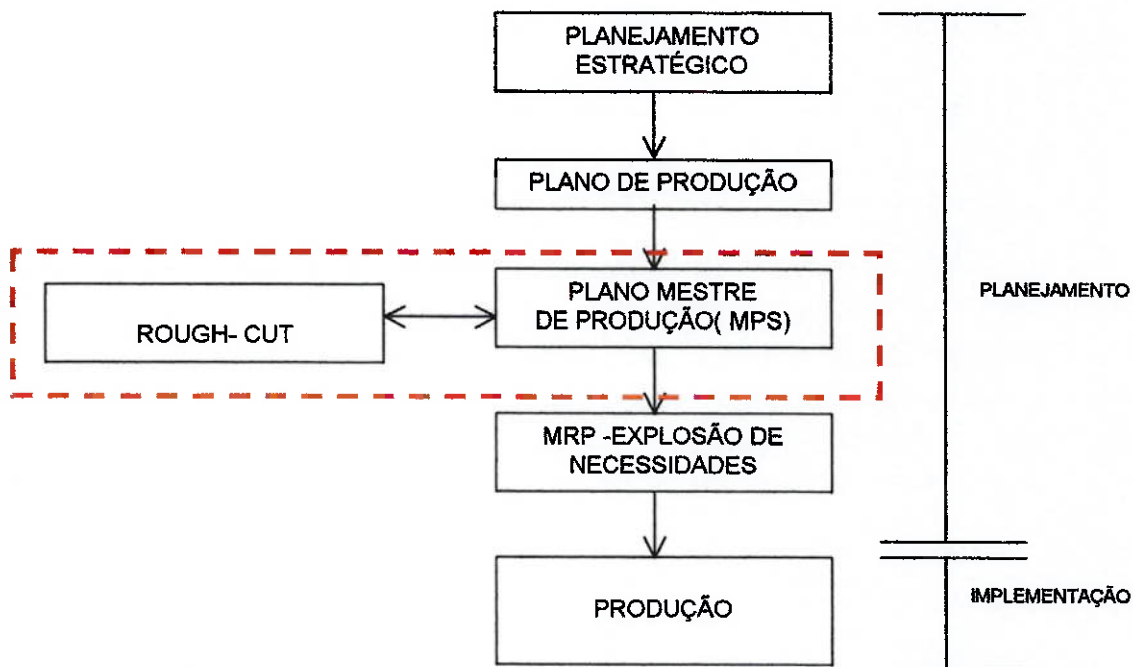 PLANEJAMENTO
ESTRATÉGICO
PLANO DE PRODUÇÃO
PLANO MESTRE
DE PRODUÇÃO( MPS)
ROUGH- CUT
PLANEJAMENTO
MRP -EXPLOSÃO DE
NECESSIDADES
PRODUÇÃO
IMPLEMENTAÇÃO